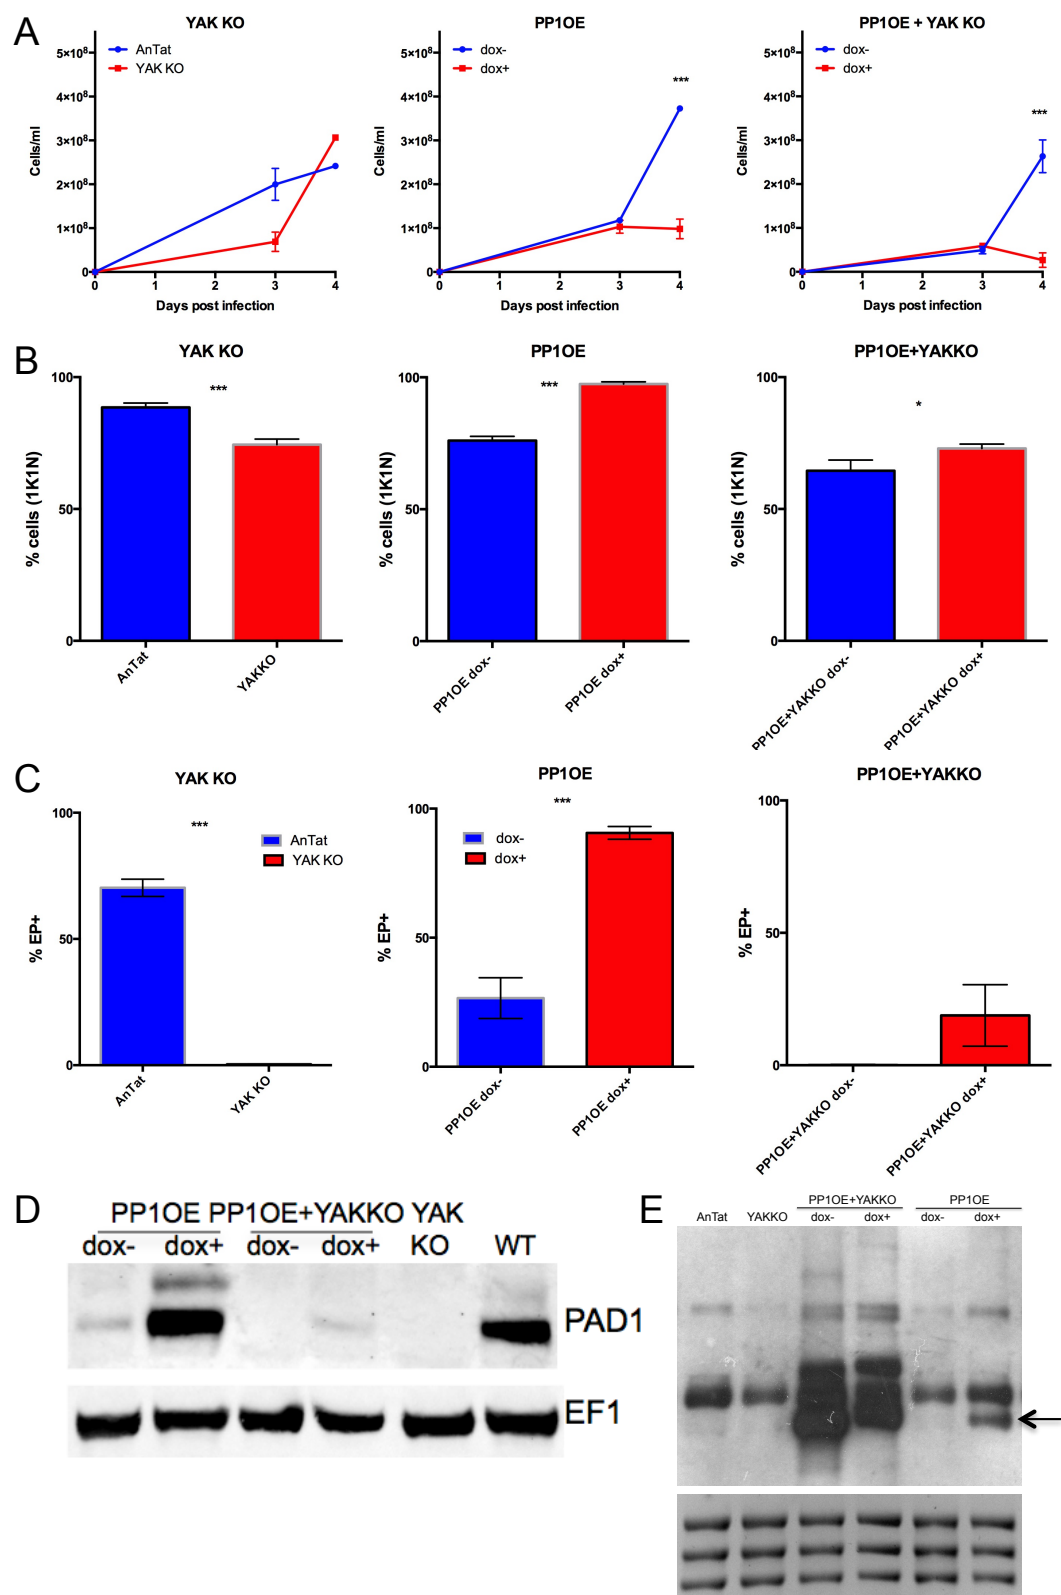 A
YAK KO
PP1OE
PP1OE + YAK KO
5×10⁸
4×10⁸
3×10⁸
2×10⁸
1×10⁸
0
Cells/ml
AnTat
YAK KO
0 1 2 3 4
Days post infection
5×10⁸
4×10⁸
3×10⁸
2×10⁸
1×10⁸
0
Cells/ml
dox-
dox+
***
0 1 2 3 4
Days post infection
5×10⁸
4×10⁸
3×10⁸
2×10⁸
1×10⁸
0
Cells/ml
dox-
dox+
***
0 1 2 3 4
Days post infection
B
YAK KO
PP1OE
PP1OE+YAKKO
100
50
0
% cells (1K1N)
***
AnTat
YAKKO
100
50
0
% cells (1K1N)
***
PP1OE dox-
PP1OE dox+
100
50
0
% cells (1K1N)
*
PP1OE+YAKKO dox-
PP1OE+YAKKO dox+
C
YAK KO
PP1OE
PP1OE+YAKKO
100
50
0
% EP+
***
AnTat
YAK KO
AnTat
YAK KO
100
50
0
% EP+
***
dox-
dox+
PP1OE dox-
PP1OE dox+
100
50
0
% EP+
PP1OE+YAKKO dox-
PP1OE+YAKKO dox+
D
PP1OE PP1OE+YAKKO YAK
dox- dox+ dox- dox+ KO WT
PAD1
EF1
E
PP1OE+YAKKO PP1OE
AnTat YAKKO dox- dox+ dox- dox+